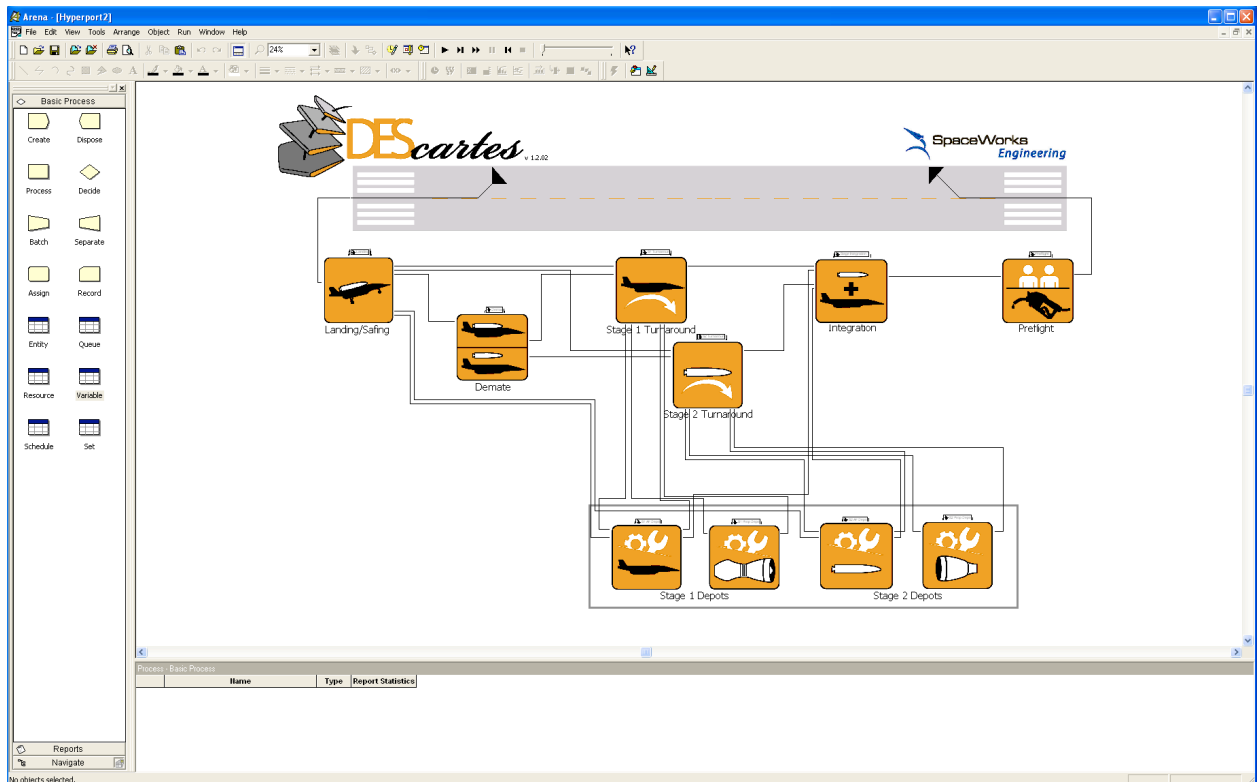 Arena - [Hyperport2]
File Edit View Tools Arrange Object Run Window Help
24%
Basic Process
Create Dispose
Process Decide
Batch Separate
Assign Record
Entity Queue
Resource Variable
Schedule Set
Reports
Navigate
DEScartes v 1.2.02
SpaceWorks
Engineering
Landing/Safing
Stage 1 Turnaround
Integration
Preflight
Demate
Stage 2 Turnaround
Stage 1 Depots
Stage 2 Depots
Process - Basic Process
Name Type Report Statistics
No objects selected.